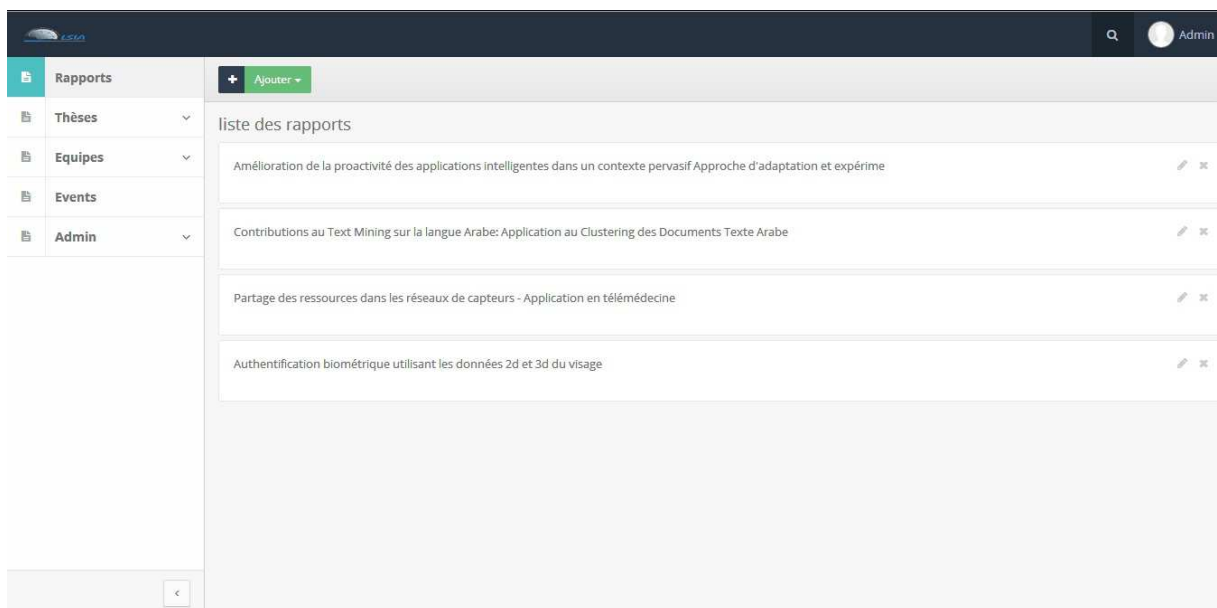 LSIA
Admin
Rapports
Ajouter
Thèses
liste des rapports
Equipes
Amélioration de la proactivité des applications intelligentes dans un contexte pervasif Approche d'adaptation et expérime
Events
Admin
Contributions au Text Mining sur la langue Arabe: Application au Clustering des Documents Texte Arabe
Partage des ressources dans les réseaux de capteurs - Application en télémédecine
Authentification biométrique utilisant les données 2d et 3d du visage